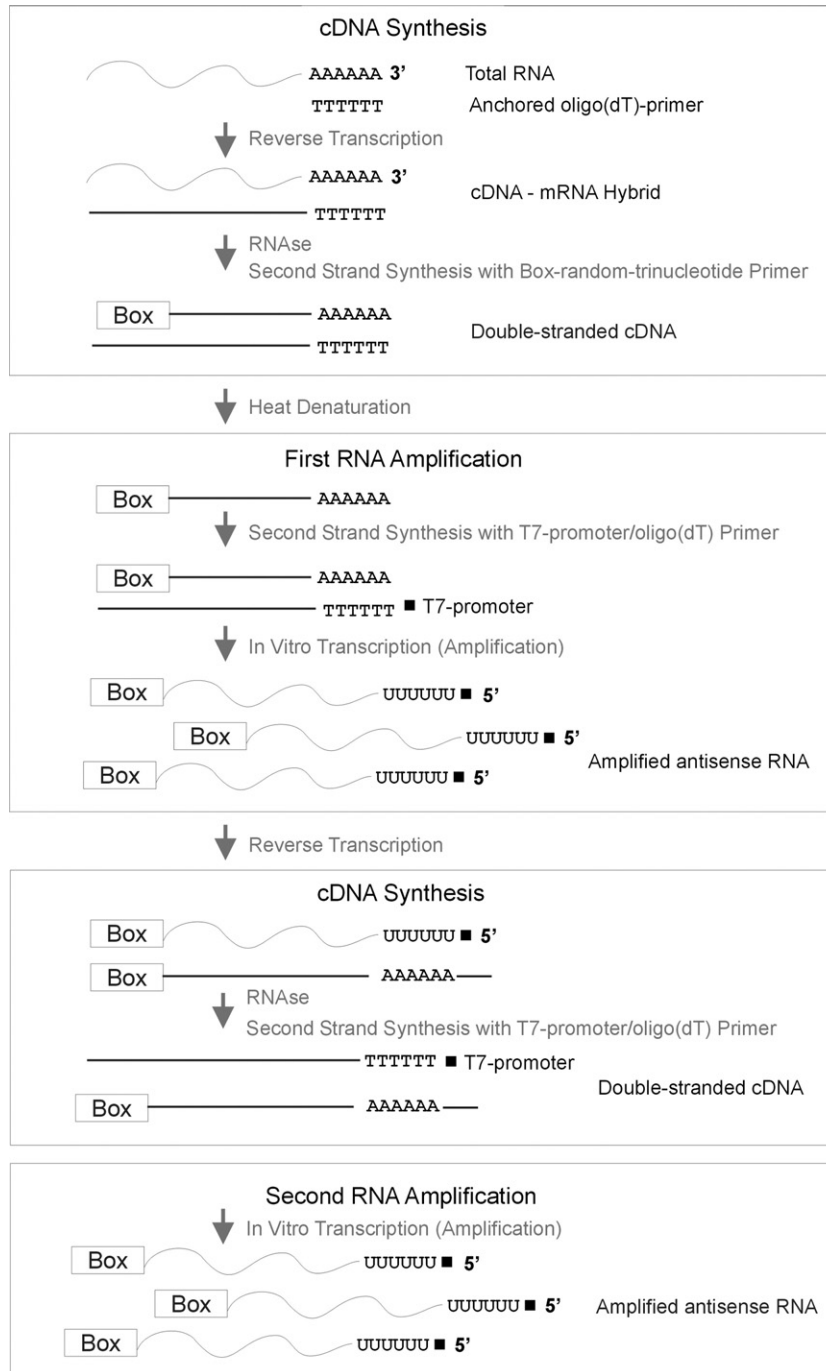 cDNA Synthesis
AAAAAA 3’ Total RNA
TTTTTT Anchored oligo(dT)-primer
Reverse Transcription
AAAAAA 3’
cDNA - mRNA Hybrid
TTTTTT
RNAse
Second Strand Synthesis with Box-random-trinucleotide Primer
Box AAAAAA
Double-stranded cDNA
TTTTTT
Heat Denaturation
First RNA Amplification
Box AAAAAA
Second Strand Synthesis with T7-promoter/oligo(dT) Primer
Box AAAAAA
TTTTTT T7-promoter
In Vitro Transcription (Amplification)
Box UUUUUU 5’
Box UUUUUU 5’
Amplified antisense RNA
Box UUUUUU 5’
Reverse Transcription
cDNA Synthesis
Box UUUUUU 5’
Box AAAAAA
RNAse
Second Strand Synthesis with T7-promoter/oligo(dT) Primer
TTTTTT T7-promoter
Double-stranded cDNA
Box AAAAAA
Second RNA Amplification
In Vitro Transcription (Amplification)
Box UUUUUU 5’
Box UUUUUU 5’ Amplified antisense RNA
Box UUUUUU 5’